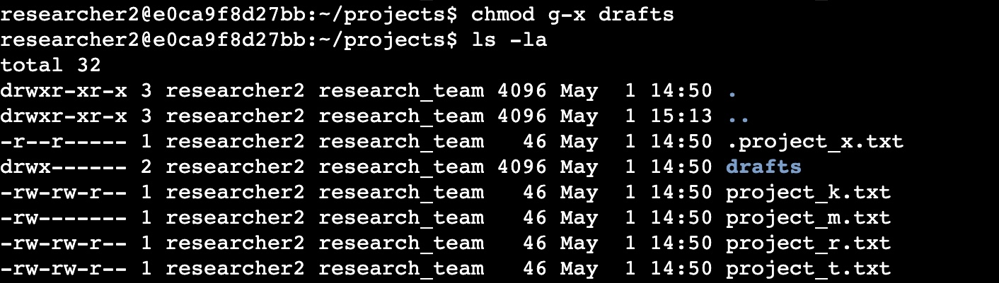 researcher2@e0ca9f8d27bb:~/projects$ chmod g-x drafts
researcher2@e0ca9f8d27bb:~/projects$ ls -la
total 32
drwxr-xr-x 3 researcher2 research_team 4096 May  1 14:50 .
drwxr-xr-x 3 researcher2 research_team 4096 May  1 15:13 ..
-r--r----- 1 researcher2 research_team   46 May  1 14:50 .project_x.txt
drwx------ 2 researcher2 research_team 4096 May  1 14:50 drafts
-rw-rw-r-- 1 researcher2 research_team   46 May  1 14:50 project_k.txt
-rw------- 1 researcher2 research_team   46 May  1 14:50 project_m.txt
-rw-rw-r-- 1 researcher2 research_team   46 May  1 14:50 project_r.txt
-rw-rw-r-- 1 researcher2 research_team   46 May  1 14:50 project_t.txt